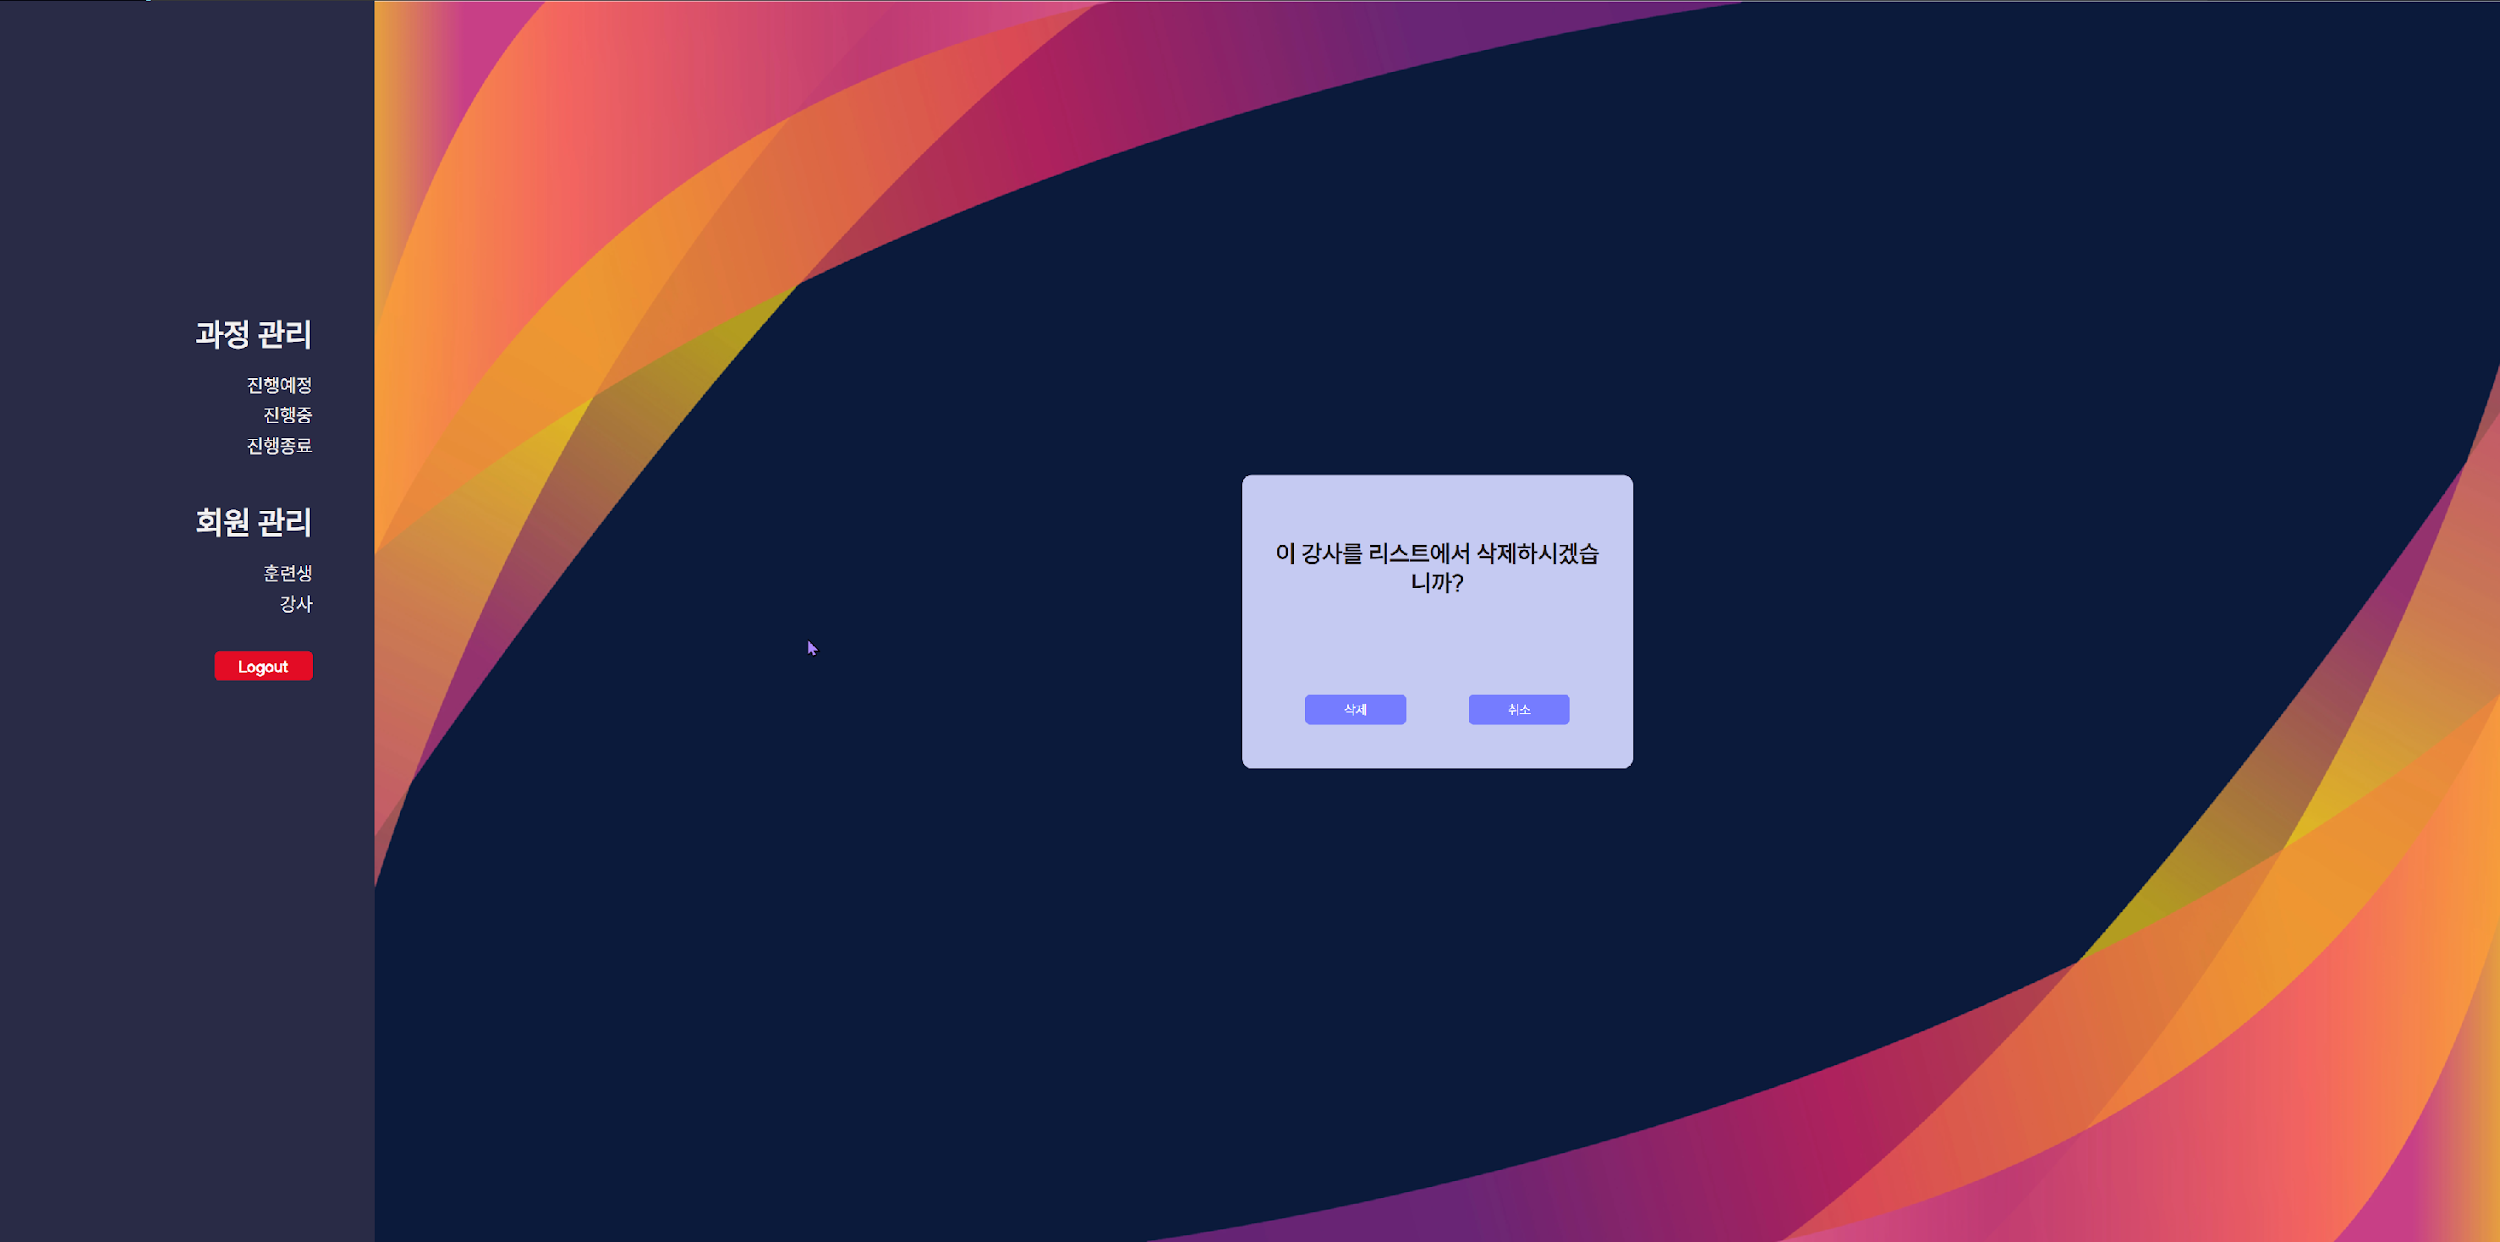 과정 관리
진행예정
진행중
진행종료
회원 관리
훈련생
강사
Logout
이 강사를 리스트에서 삭제하시겠습
니까?
삭제
취소